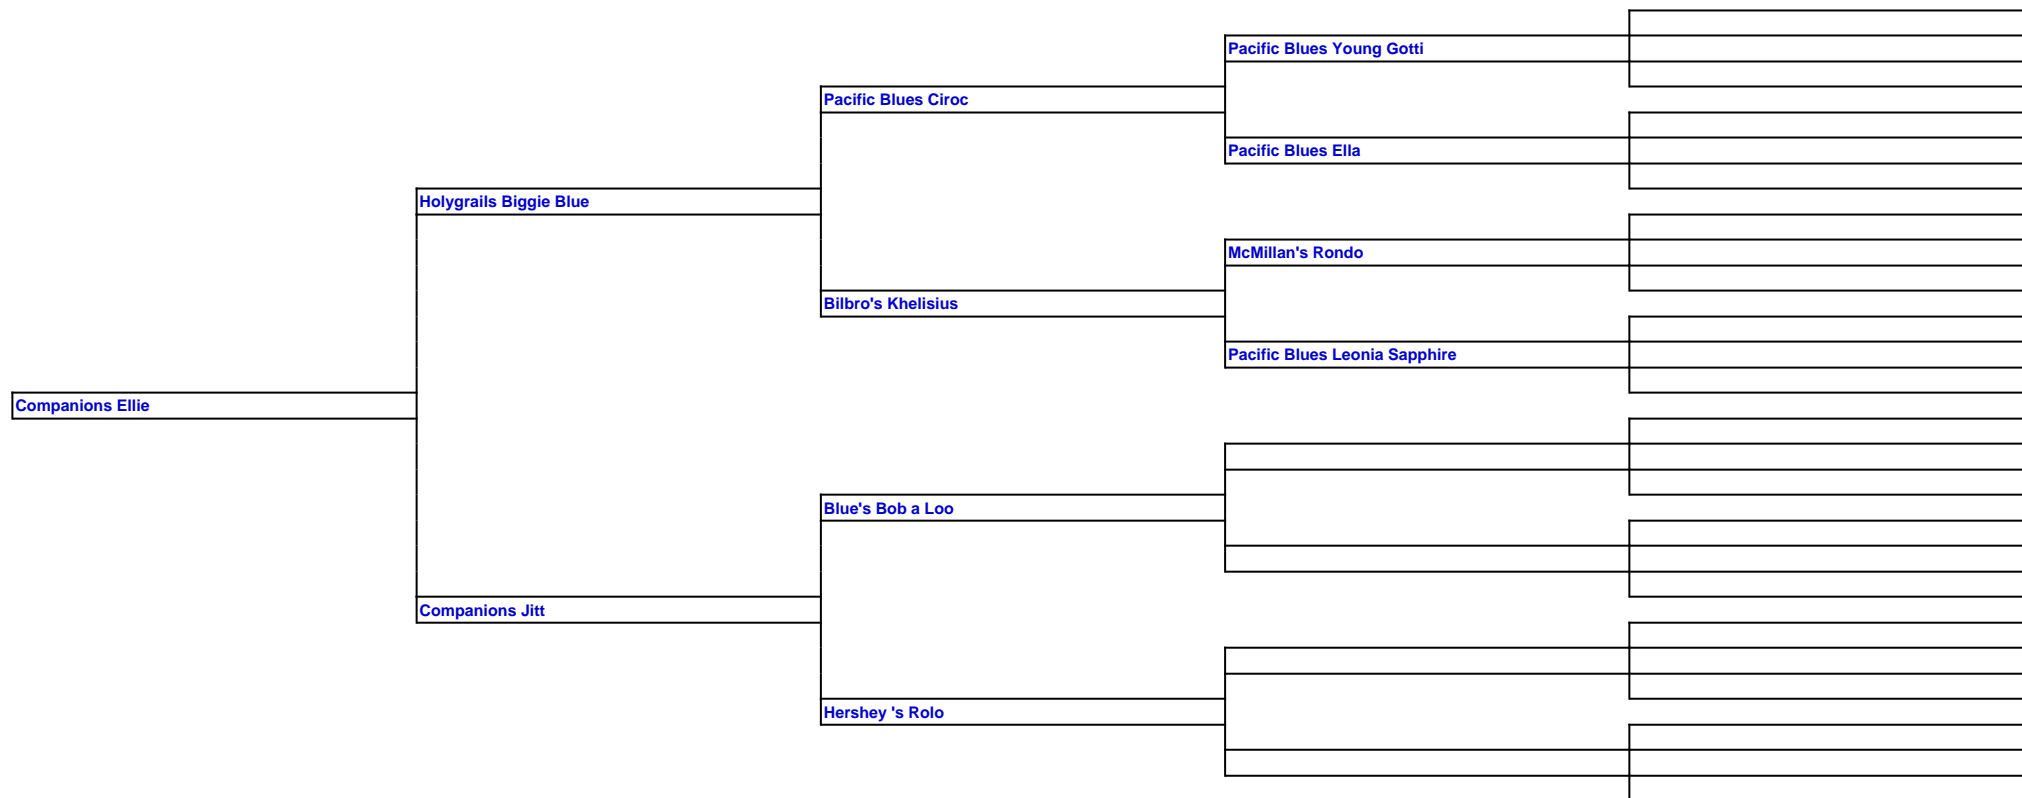 Pacific Blues Young Gotti
Pacific Blues Ciroc
Pacific Blues Ella
Holygrails Biggie Blue
McMillan's Rondo
Bilbro's Khelisius
Pacific Blues Leonia Sapphire
Companions Ellie
Blue's Bob a Loo
Companions Jitt
Hershey 's Rolo